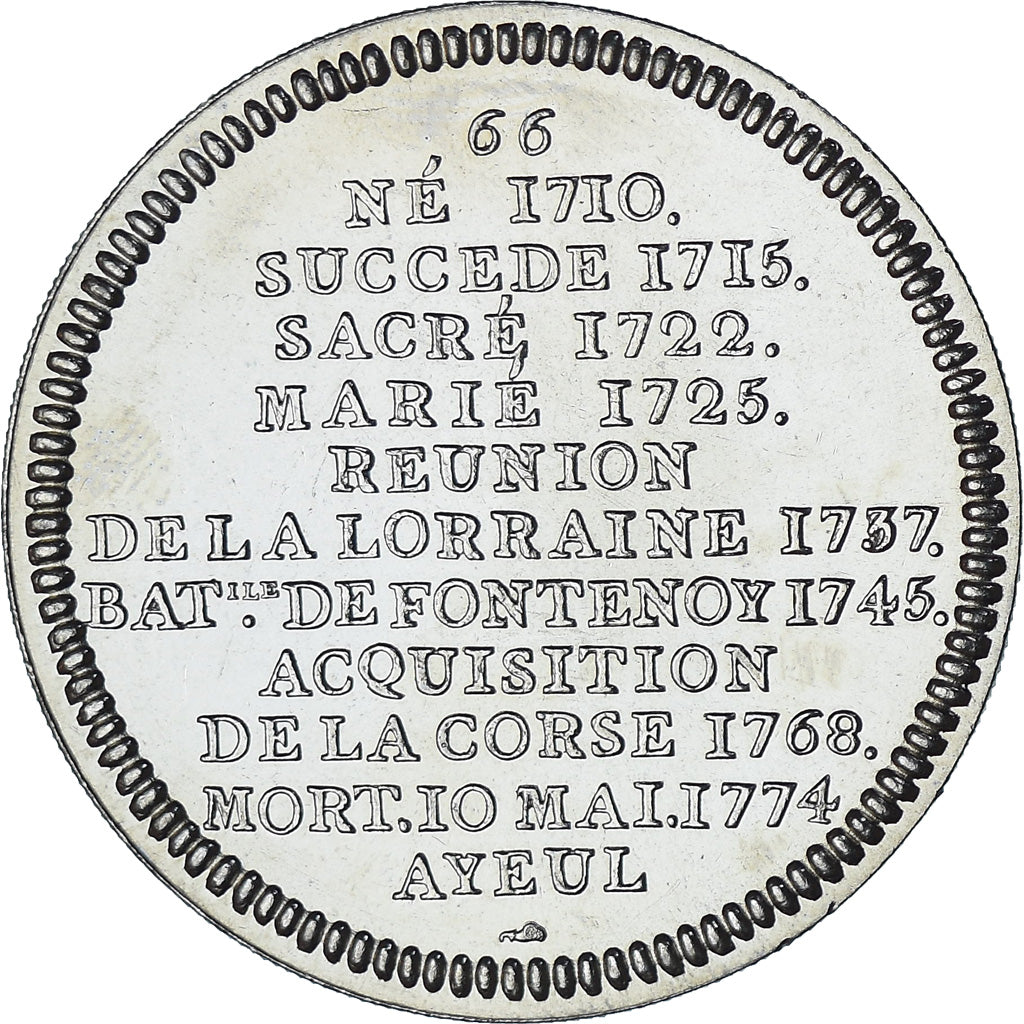 66
NÉ 1710.
SUCCEDE 1715.
SACRÉ 1722.
MARIÉ 1725.
REUNION
DE LA LORRAINE 1737.
BATILE. DE FONTENOY 1745.
ACQUISITION
DE LA CORSE 1768.
MORT. 10 MAI. 1774
AYEUL